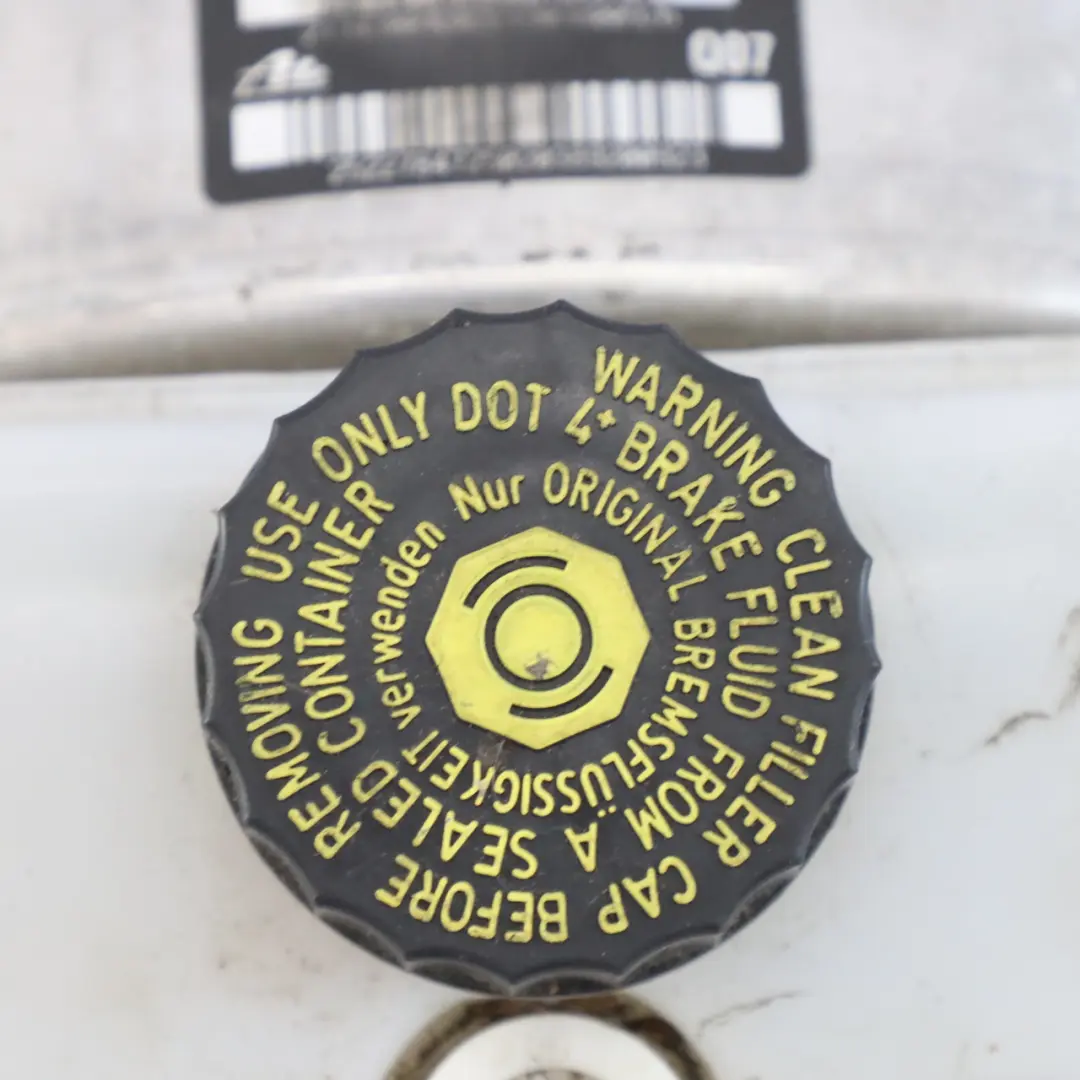 Ate
Q07
WARNING CLEAN FILLER CAP BEFORE REMOVING USE ONLY DOT
4+ BRAKE FLUID FROM A SEALED CONTAINER
Nur ORIGINAL BREMSFLÜSSIGKEIT verwenden